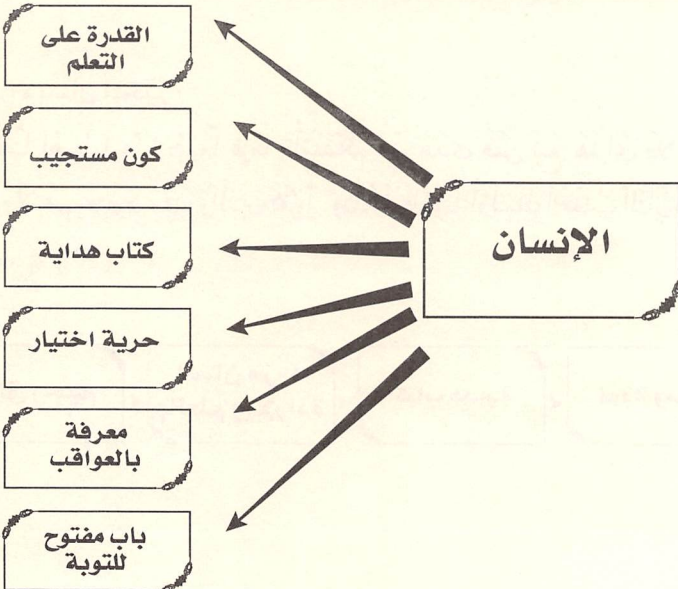 الإنسان
القدرة على
التعلم
كون مستجيب
كتاب هداية
حرية اختيار
معرفة
بالعواقب
باب مفتوح
للتوبة